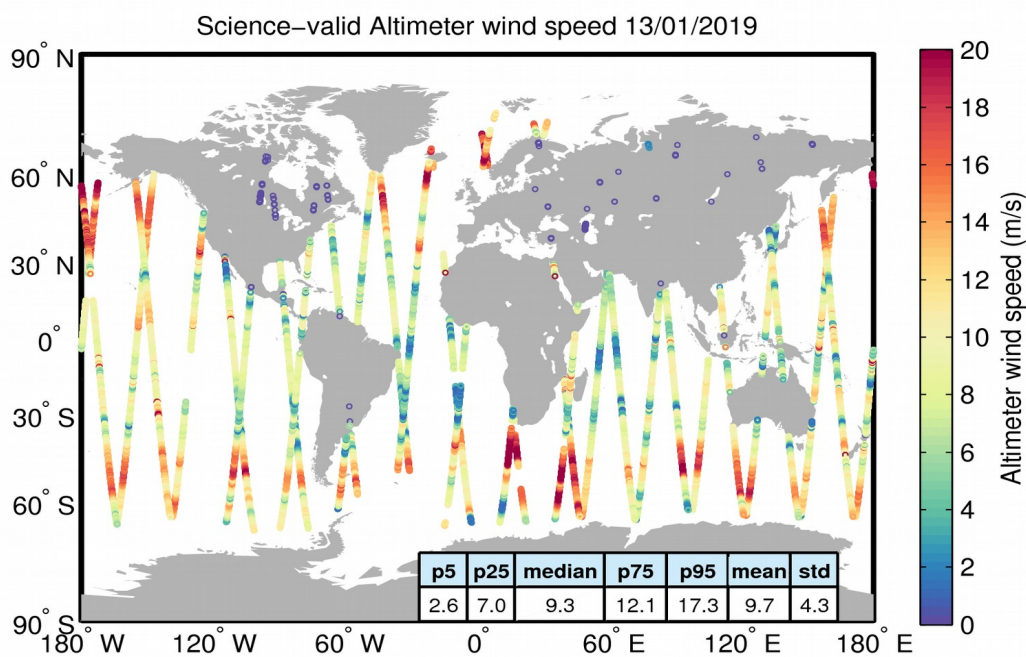 Science−valid Altimeter wind speed 13/01/2019
90° N
60° N
30° N
0°
30° S
60° S
90° S
180° W
120° W
60° W
0°
60° E
120° E
180° E
p5 p25 median p75 p95 mean std
2.6 7.0 9.3 12.1 17.3 9.7 4.3
20
18
16
14
12
10
8
6
4
2
0
Altimeter wind speed (m/s)